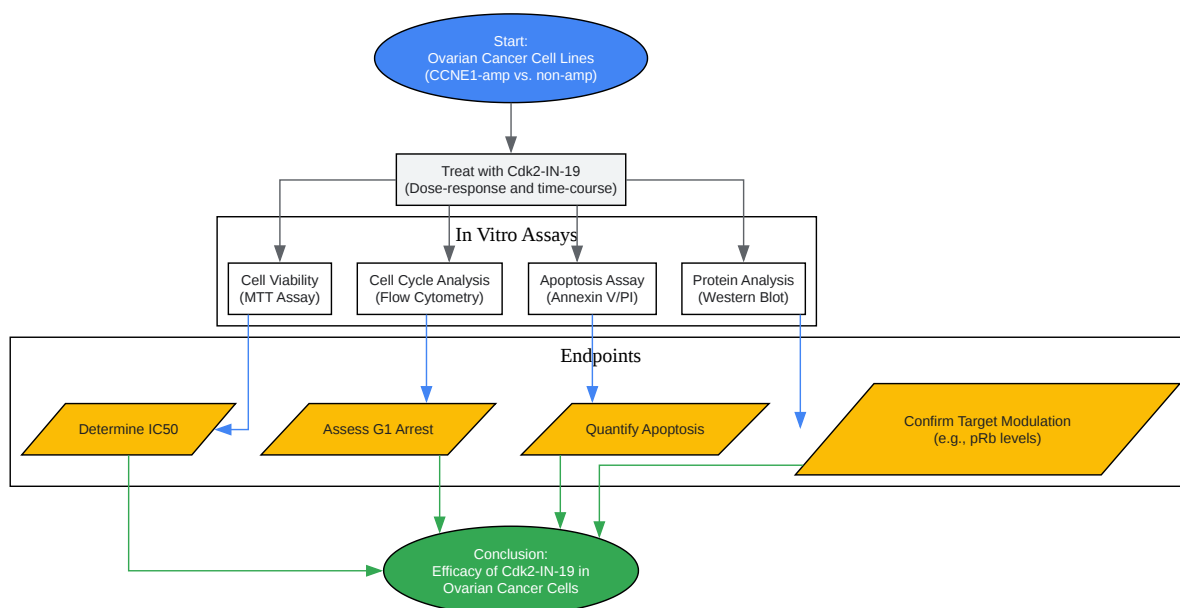 Start:
Ovarian Cancer Cell Lines
(CCNE1-amp vs. non-amp)
Treat with Cdk2-IN-19
(Dose-response and time-course)
In Vitro Assays
Cell Viability
(MTT Assay)
Cell Cycle Analysis
(Flow Cytometry)
Apoptosis Assay
(Annexin V/PI)
Protein Analysis
(Western Blot)
Endpoints
Determine IC50
Assess G1 Arrest
Quantify Apoptosis
Confirm Target Modulation
(e.g., pRb levels)
Conclusion:
Efficacy of Cdk2-IN-19 in
Ovarian Cancer Cells